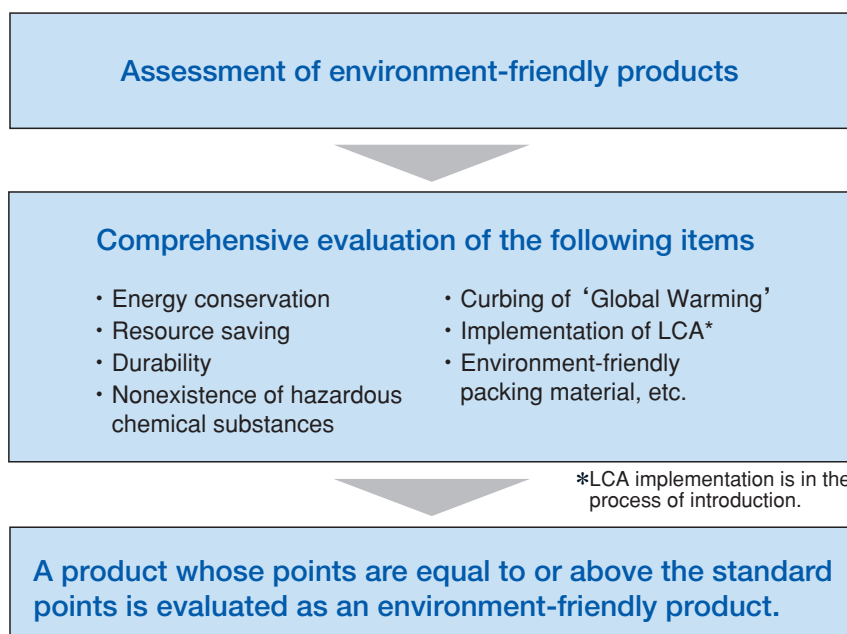 Assessment of environment-friendly products
Comprehensive evaluation of the following items
・Energy conservation
・Resource saving
・Durability
・Nonexistence of hazardous
chemical substances
・Curbing of ‘Global Warming’
・Implementation of LCA*
・Environment-friendly
packing material, etc.
*LCA implementation is in the
process of introduction.
A product whose points are equal to or above the standard
points is evaluated as an environment-friendly product.